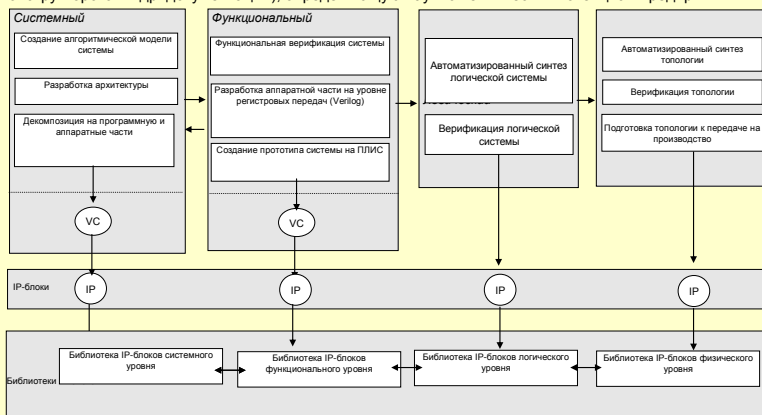 Системный
Создание алгоритмической модели
системы
Разработка архитектуры
Декомпозиция на программную и
аппаратные части
VC
Функциональный
Функциональная верификация системы
Разработка аппаратной части на уровне
регистровых передач (Verilog)
Создание прототипа системы на ПЛИС
VC
Автоматизированный синтез
логической системы
Верификация логической
системы
Автоматизированный синтез
топологии
Верификация топологии
Подготовка топологии к передаче на
производство
IP-блоки
IP
IP
IP
IP
Библиотеки
Библиотека IP-блоков системного
уровня
Библиотека IP-блоков
функционального уровня
Библиотека IP-блоков логического
уровня
Библиотека IP-блоков физического
уровня